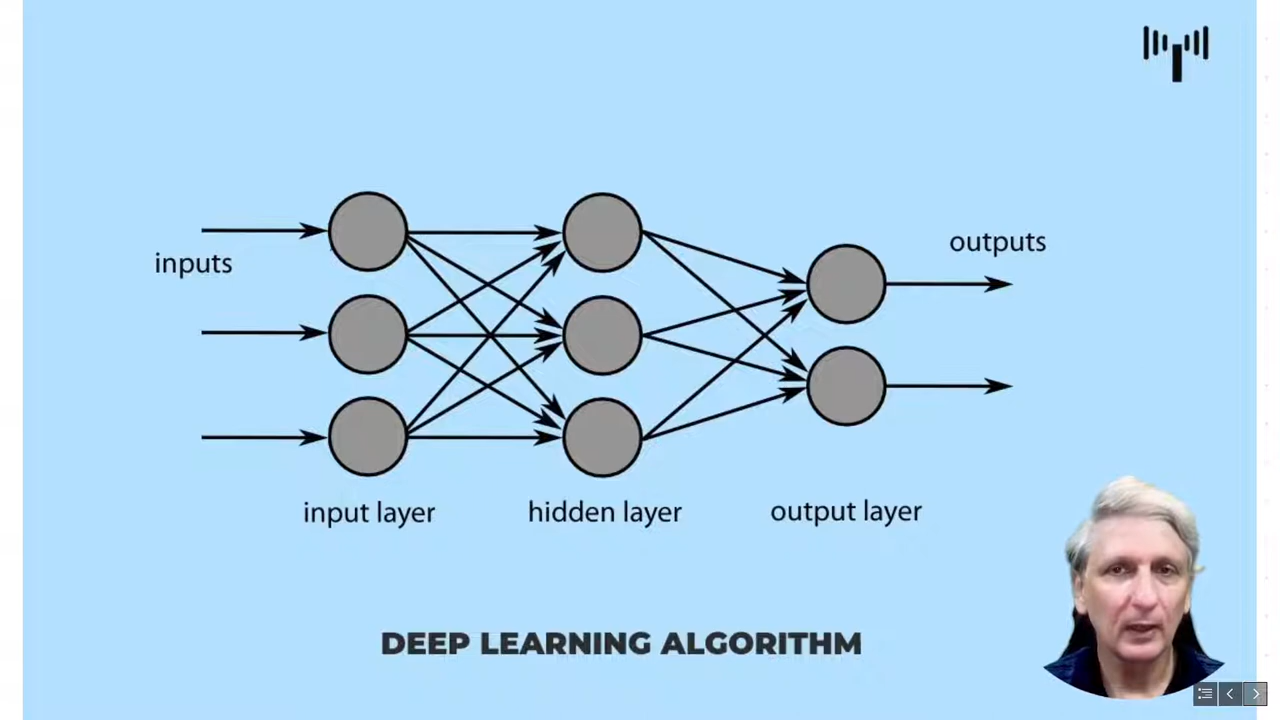 inputs
outputs
input layer
hidden layer
output layer
DEEP LEARNING ALGORITHM